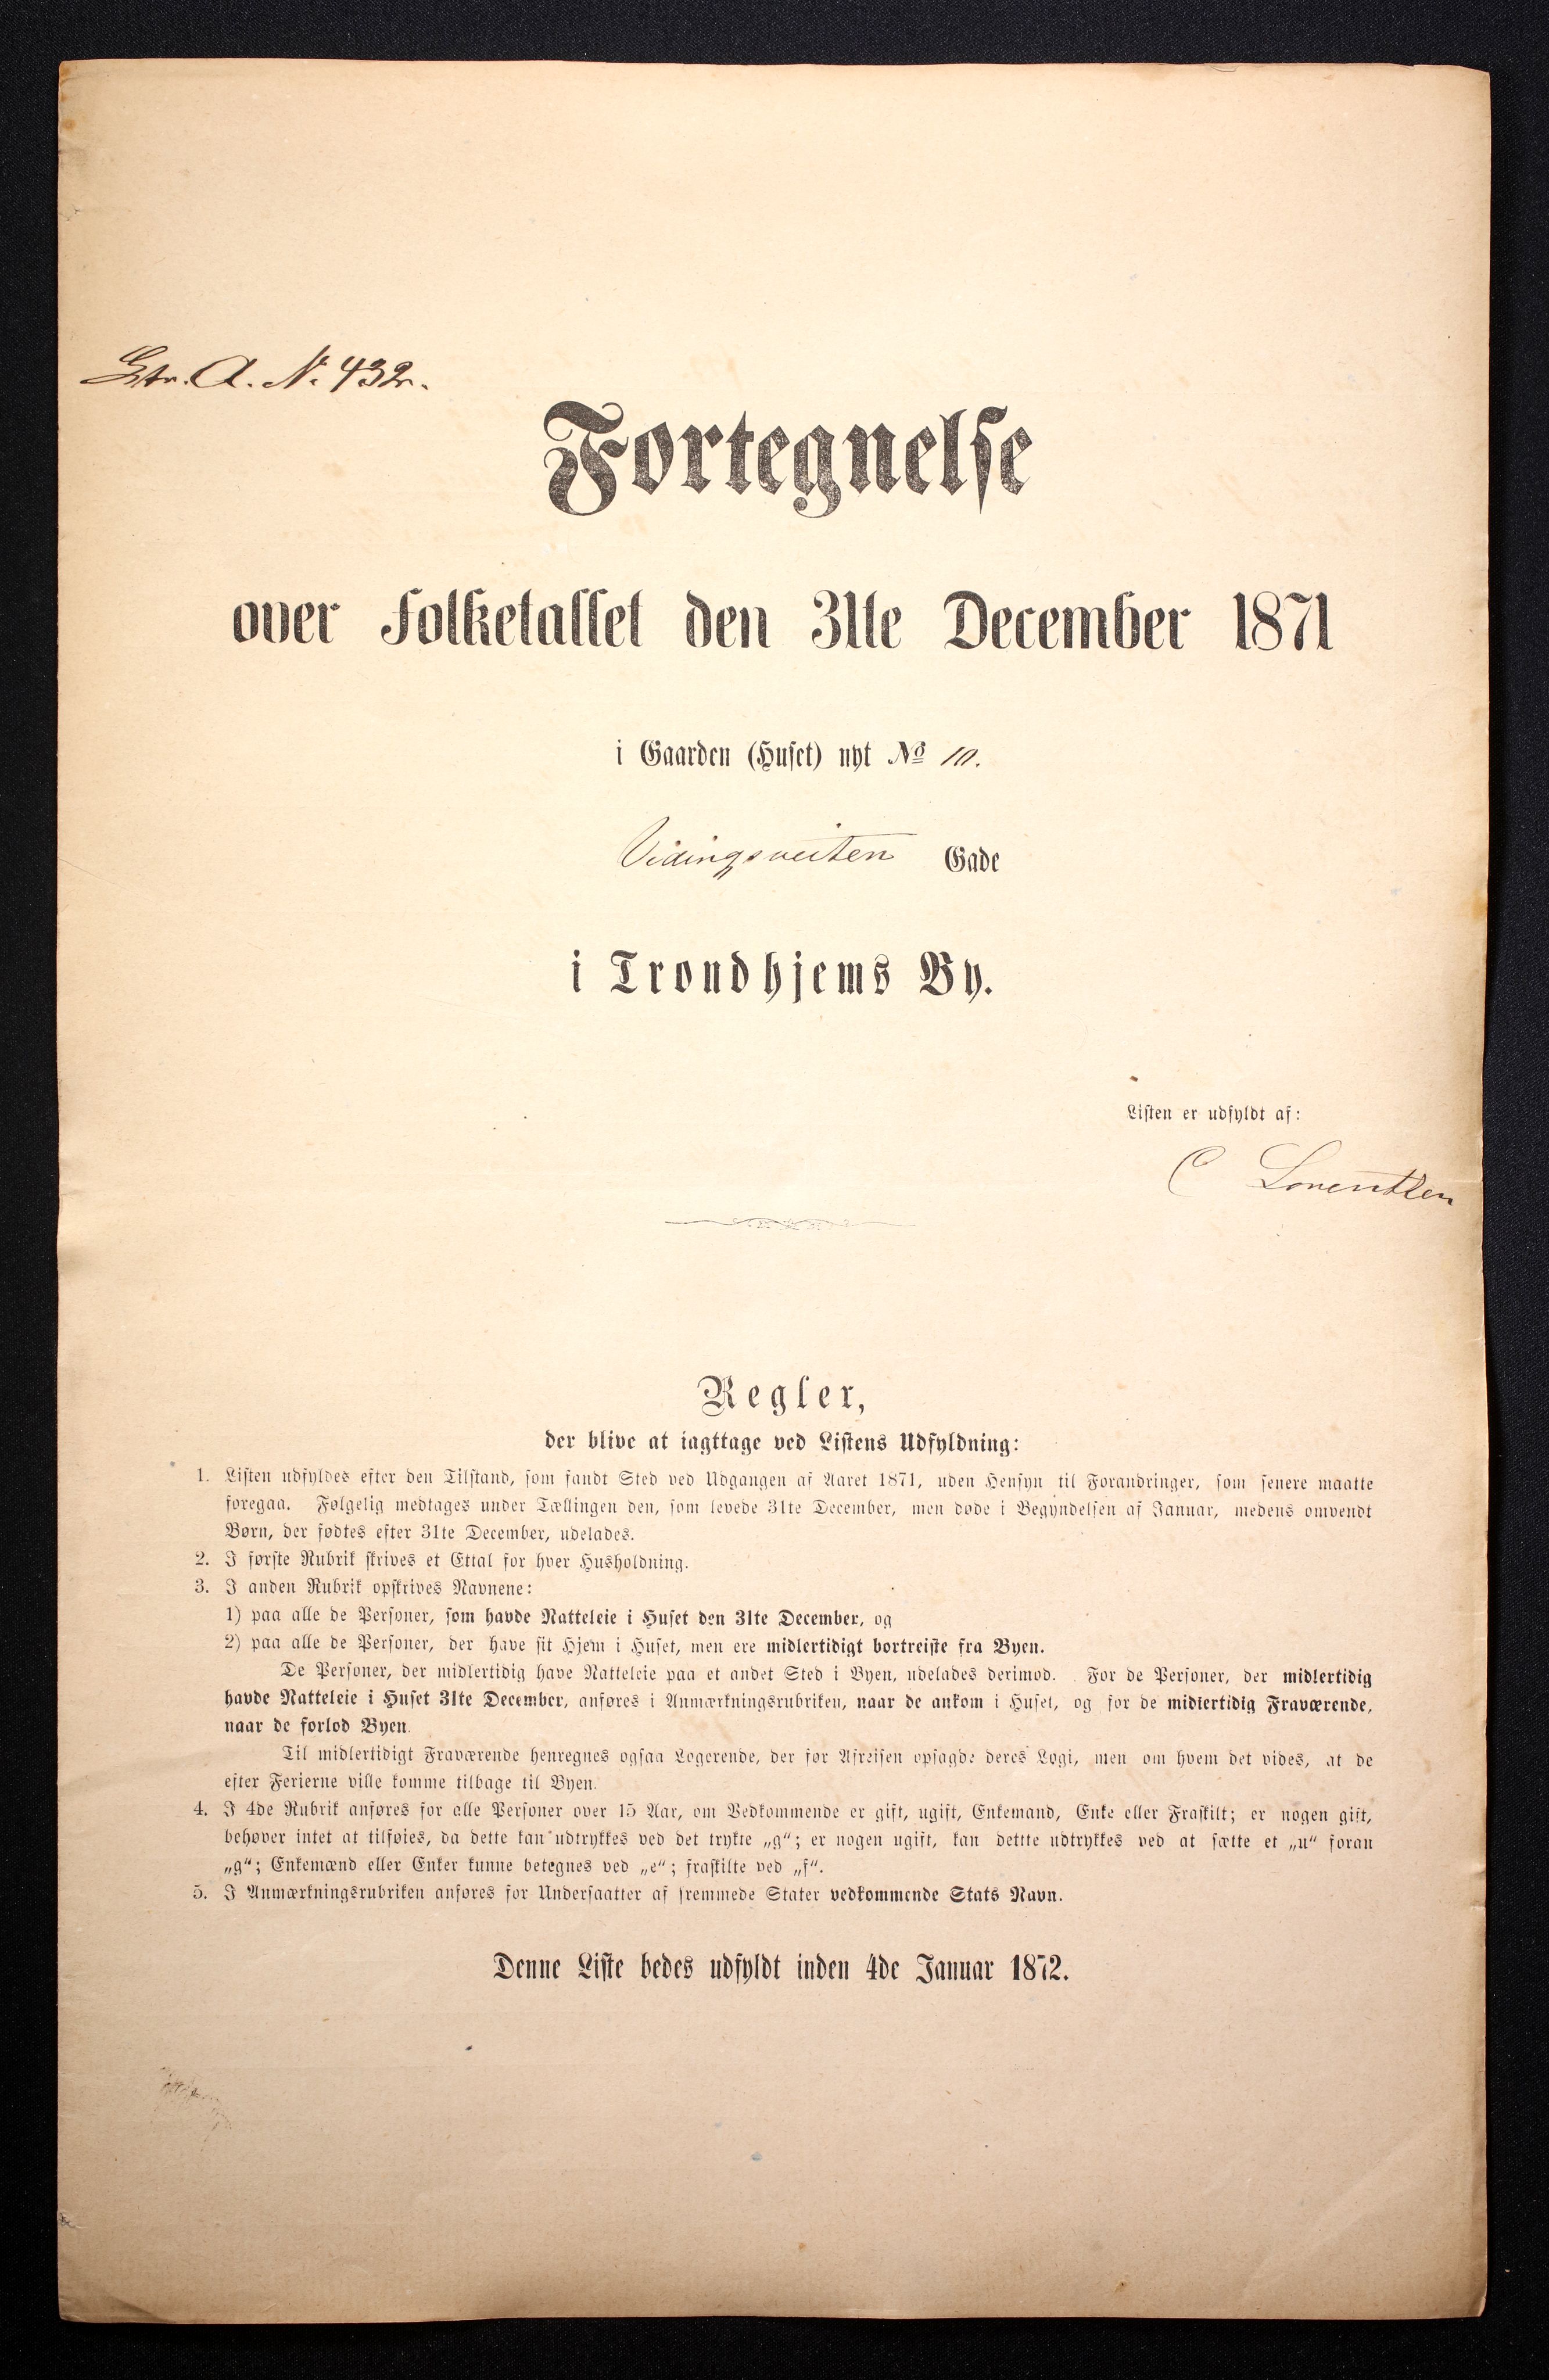 Ltr. A. N. 432.
Fortegnelse
over Folketallet den 31te December 1871
i Gaarden (Huset) nyt No 10.
Vidingsveiten Gade
i Trondhjems By.
Listen er udfyldt af:
C Lorentzen
Regler,
der blive at iagttage ved Listens Udfyldning:
1. Listen udfyldes efter den Tilstand, som fandt Sted ved Udgangen af Aaret 1871, uden Hensyn til Forandringer, som senere maatte
foregaa. Følgelig medtages under Tællingen den, som levede 31te December, men døde i Begyndelsen af Januar, medens omvendt
Børn, der fødtes efter 31te December, udelades.
2. I første Rubrik skrives et Ettal for hver Husholdning.
3. I anden Rubrik opskrives Navnene:
1) paa alle de Personer, som havde Natteleie i Huset den 31te December, og
2) paa alle de Personer, der have sit Hjem i Huset, men ere midlertidigt bortreiste fra Byen.
De Personer, der midlertidig have Natteleie paa et andet Sted i Byen, udelades derimod. For de Personer, der midlertidig
havde Natteleie i Huset 31te December, anføres i Anmærkningsrubriken, naar de ankom i Huset, og for de midlertidig Fraværende,
naar de forlod Byen.
Til midlertidigt Fraværende henregnes ogsaa Logerende, der før Afreisen opsagde deres Logi, men om hvem det vides, at de
efter Ferierne ville komme tilbage til Byen.
4. I 4de Rubrik anføres for alle Personer over 15 Aar, om Vedkommende er gift, ugift, Enkemand, Enke eller Fraskilt; er nogen gift,
behøver intet at tilføies, da dette kan udtrykkes ved det trykte „g“; er nogen ugift, kan dettte udtrykkes ved at sætte et „u“ foran
„g“; Enkemænd eller Enker kunne betegnes ved „e“; fraskilte ved „f“.
5. I Anmærkningsrubriken anføres for Undersaatter af fremmede Stater vedkommende Stats Navn.
Denne Liste bedes udfyldt inden 4de Januar 1872.